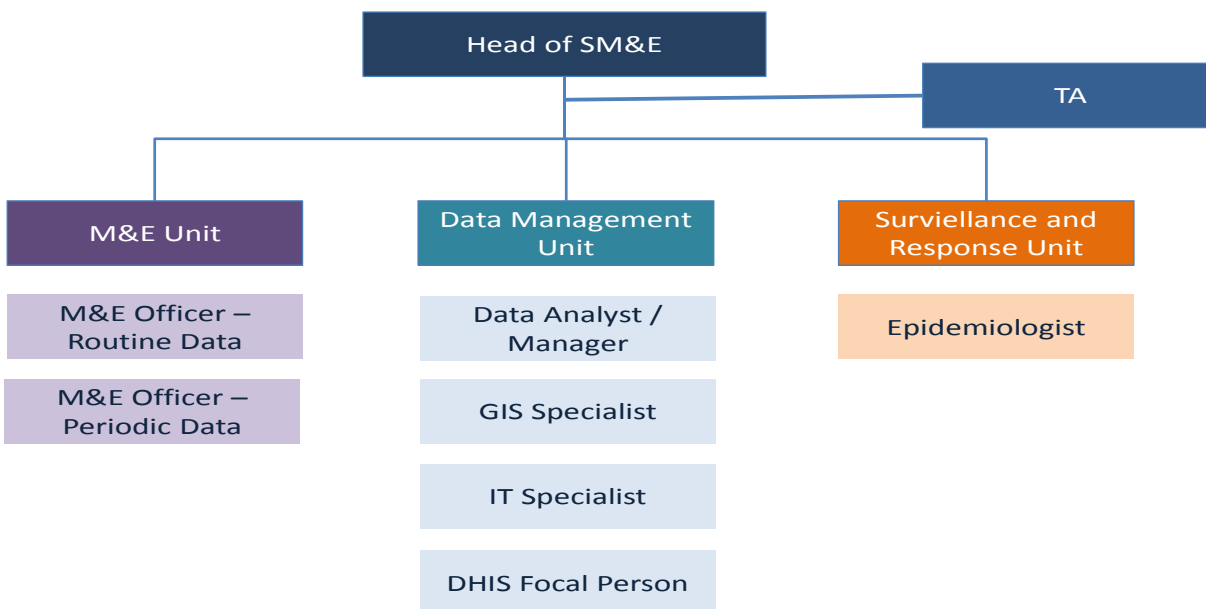 Head of SM&E
TA
M&E Unit
Data Management
Unit
Surviellance and
Response Unit
M&E Officer –
Routine Data
M&E Officer –
Periodic Data
Data Analyst /
Manager
GIS Specialist
IT Specialist
DHIS Focal Person
Epidemiologist